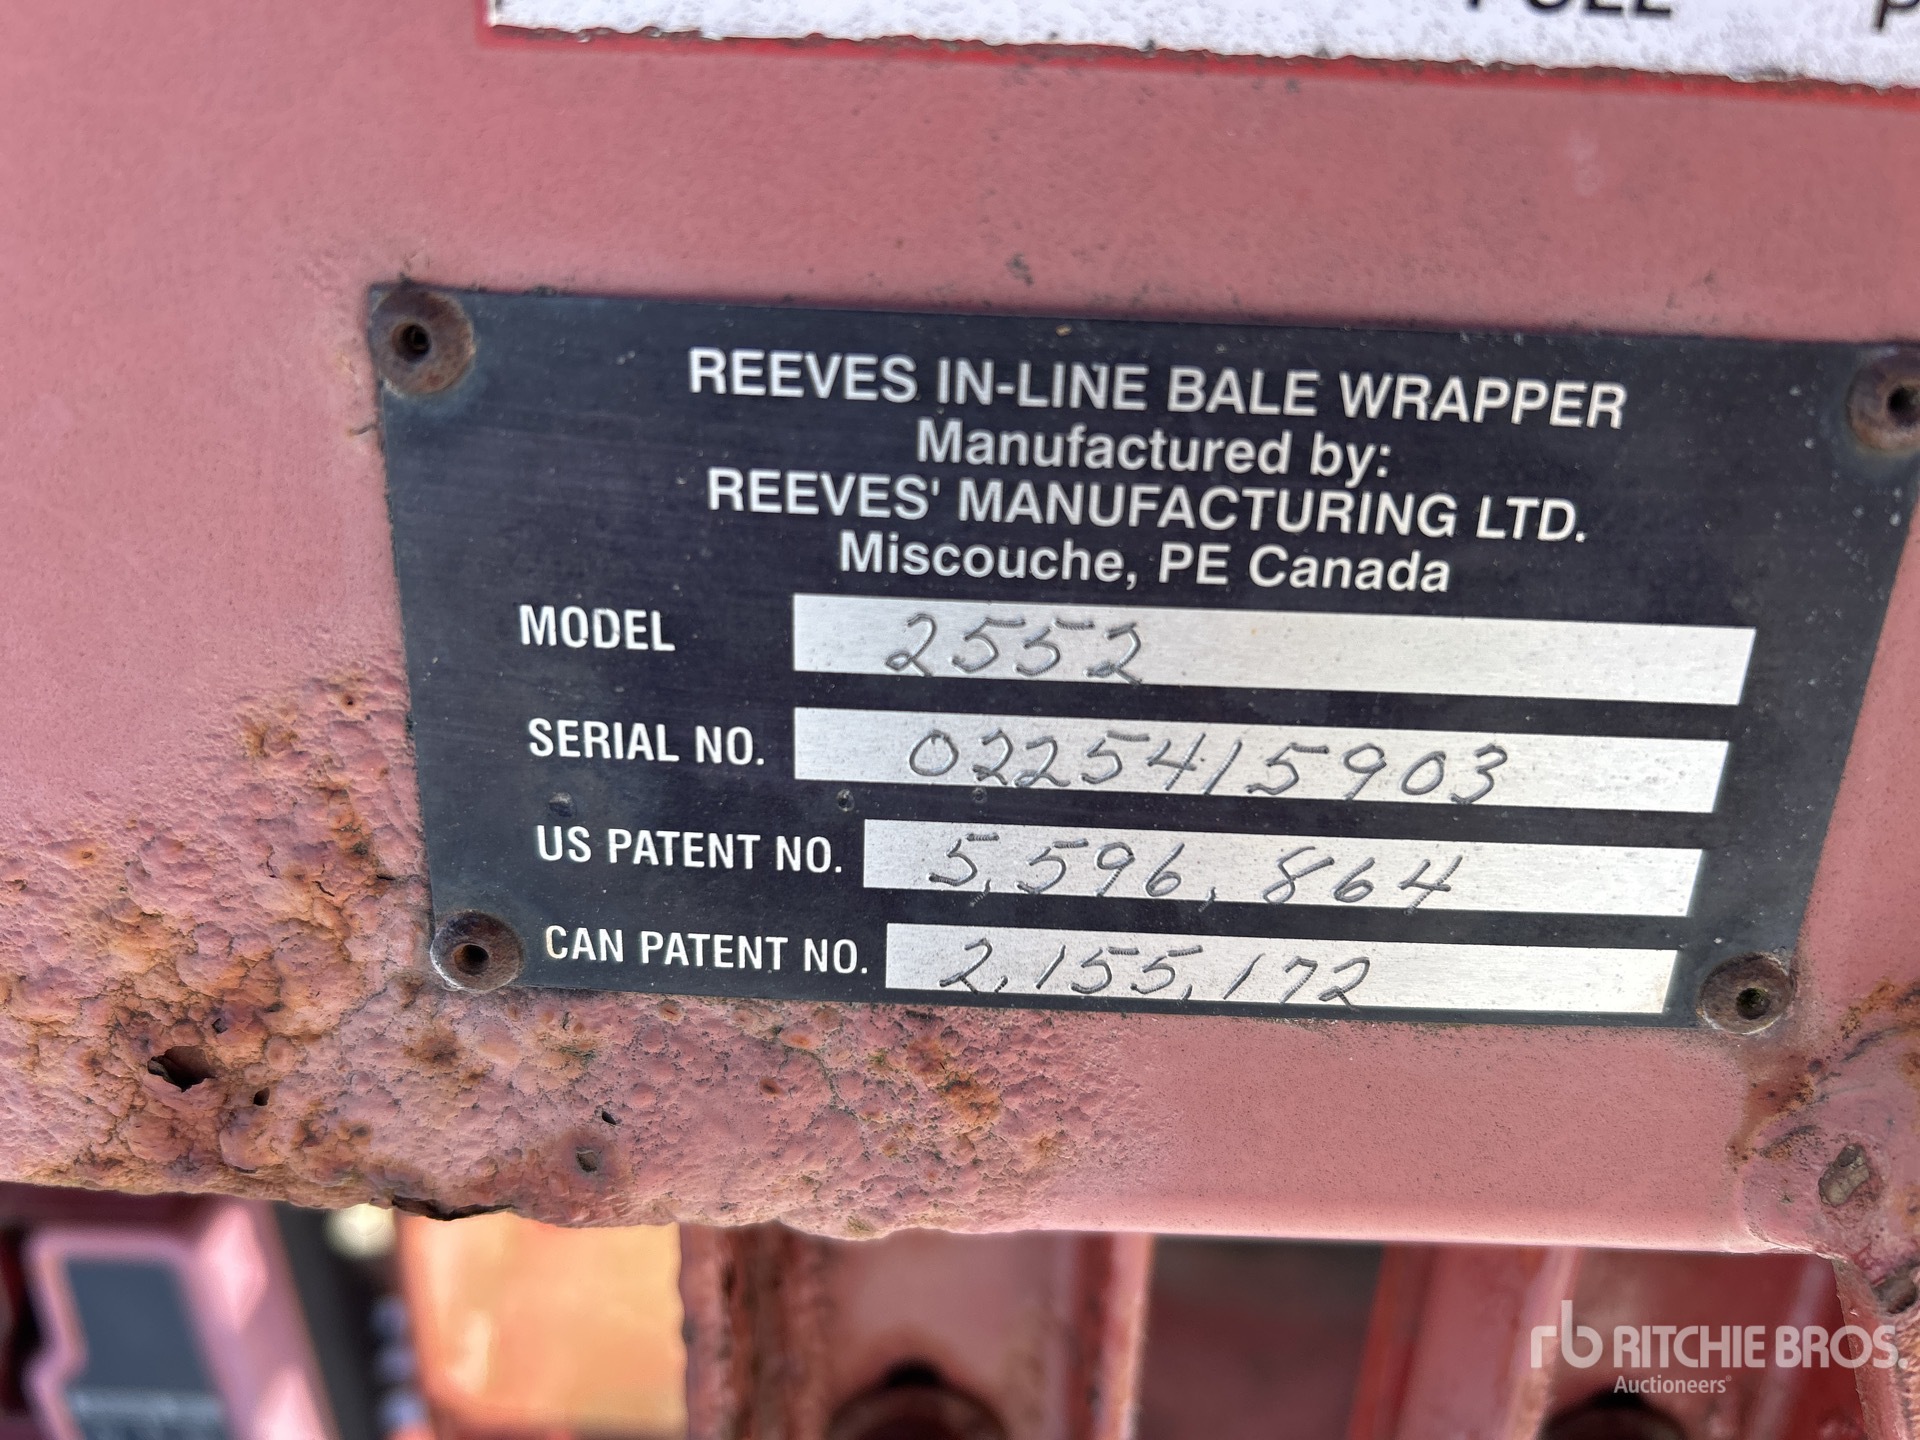 REEVES IN-LINE BALE WRAPPER
Manufactured by:
REEVES' MANUFACTURING LTD.
Miscouche, PE Canada
MODEL 2552
SERIAL NO. 0225415903
US PATENT NO. 5,596,864
CAN PATENT NO. 2,155,172
rb RITCHIE BROS.
Auctioneers